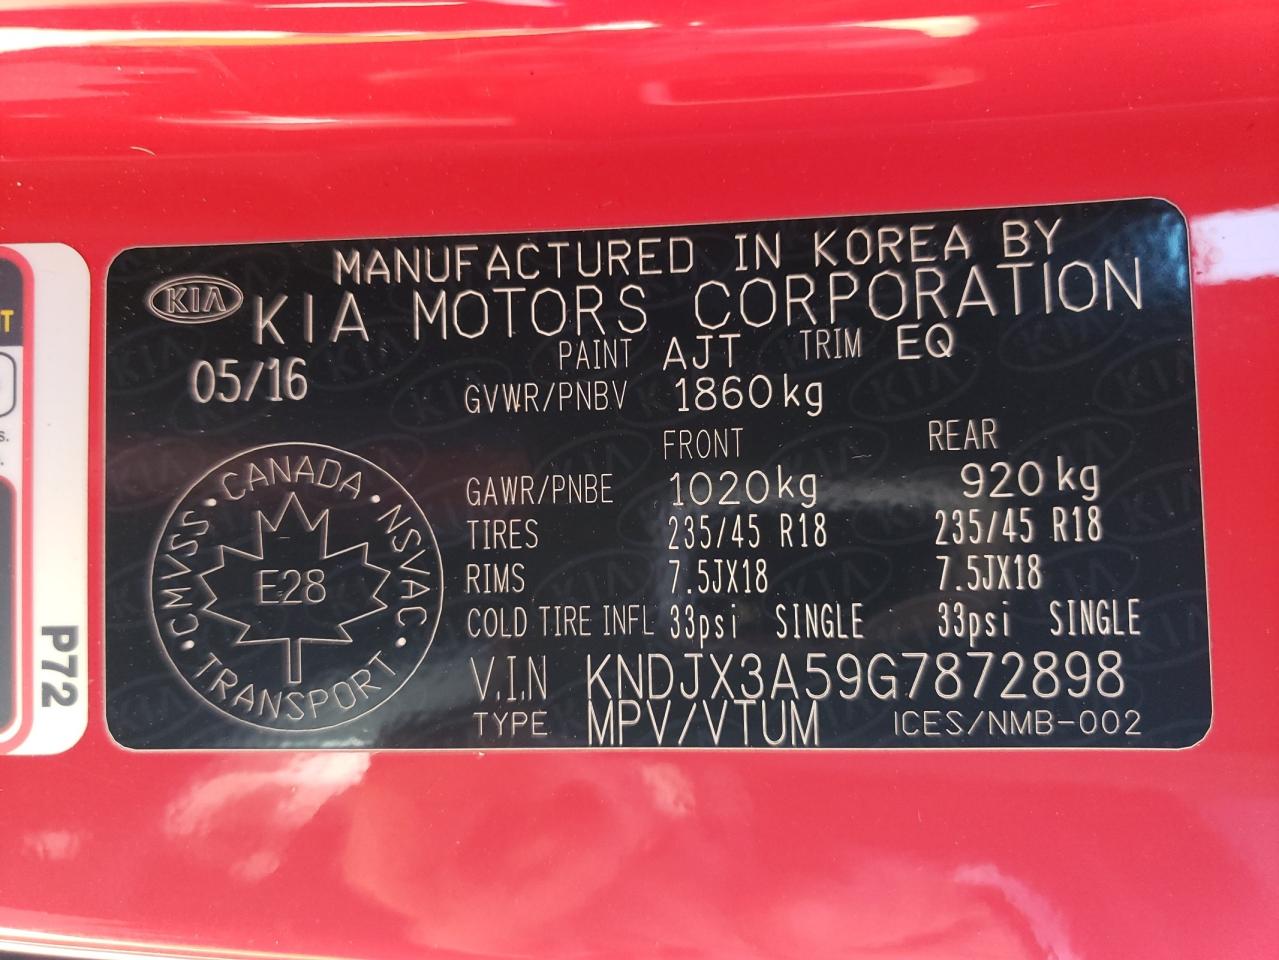 MANUFACTURED IN KOREA BY
KIA KIA MOTORS CORPORATION
05/16
PAINT AJT TRIM EQ
GVWR/PNBV 1860kg
FRONT REAR
GAWR/PNBE 1020kg 920kg
TIRES 235/45 R18 235/45 R18
RIMS 7.5JX18 7.5JX18
COLD TIRE INFL 33psi SINGLE 33psi SINGLE
V.I.N KNDJX3A59G7872898
TYPE MPV/VTUM ICES/NMB-002
CANADA
CMVSS
NSVAC
E28
TRANSPORT
P72